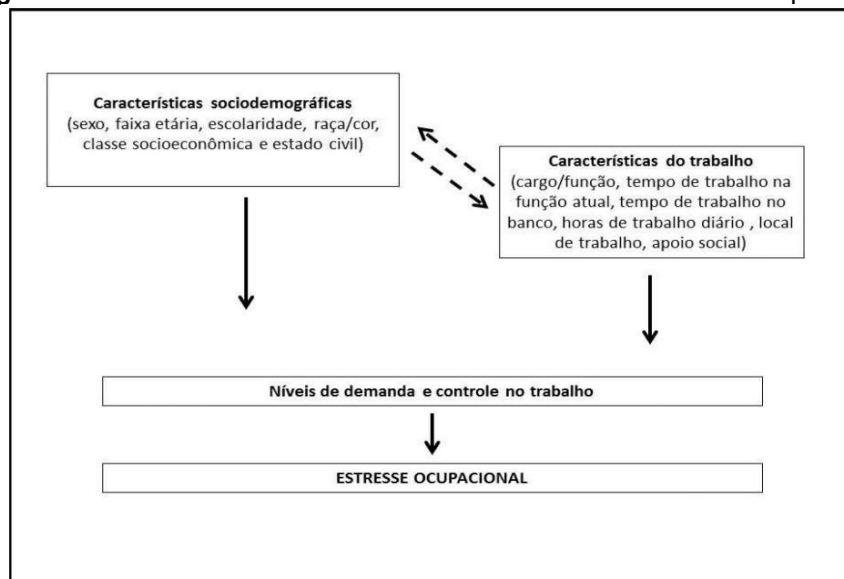 Características sociodemográficas
(sexo, faixa etária, escolaridade, raça/cor,
classe socioeconômica e estado civil)
Características do trabalho
(cargo/função, tempo de trabalho na
função atual, tempo de trabalho no
banco, horas de trabalho diário , local
de trabalho, apoio social)
Níveis de demanda e controle no trabalho
ESTRESSE OCUPACIONAL